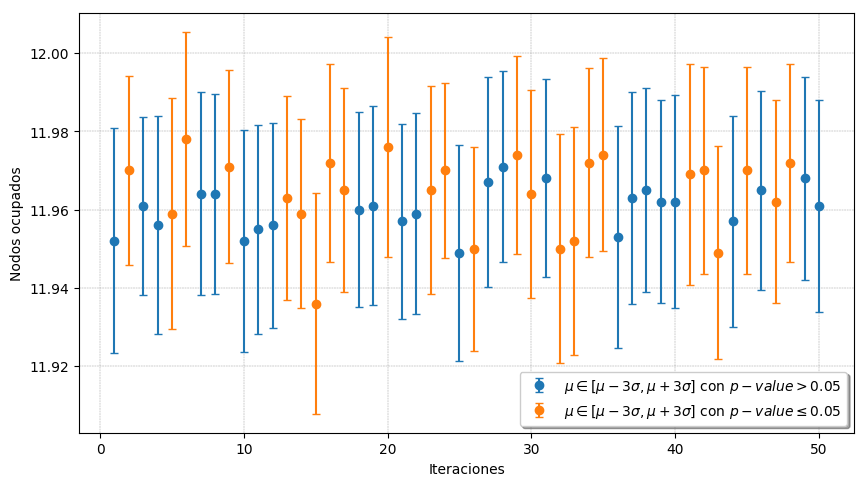 12.00
11.98
11.96
11.94
11.92
Nodos ocupados
0
10
20
30
40
50
Iteraciones
μ ∈ [μ − 3σ, μ + 3σ] con p − value > 0.05
μ ∈ [μ − 3σ, μ + 3σ] con p − value ≤ 0.05